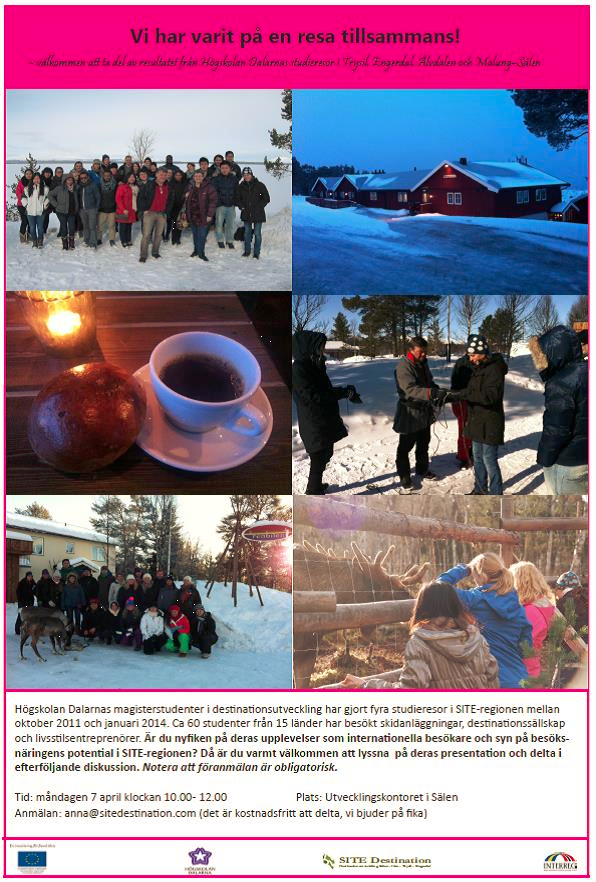 Vi har varit på en resa tillsammans!
- välkommen att ta del av resultatet från Högskolan Dalarnas studieresor i Trysil, Engerdal, Älvdalen och Malung-Sälen
Högskolan Dalarnas magisterstudenter i destinationsutveckling har gjort fyra studieresor i SITE-regionen mellan
oktober 2011 och januari 2014. Ca 60 studenter från 15 länder har besökt skidanläggningar, destinationssällskap
och livsstilsentreprenörer. Är du nyfiken på deras upplevelser som internationella besökare och syn på besöks-
näringens potential i SITE-regionen? Då är du varmt välkommen att lyssna på deras presentation och delta i
efterföljande diskussion. Notera att föranmälan är obligatorisk.
Tid: måndagen 7 april klockan 10.00- 12.00 Plats: Utvecklingskontoret i Sälen
Anmälan: anna@sitedestination.com (det är kostnadsfritt att delta, vi bjuder på fika)
HÖGSKOLAN
DALARNA
SITE Destination
INTERREG